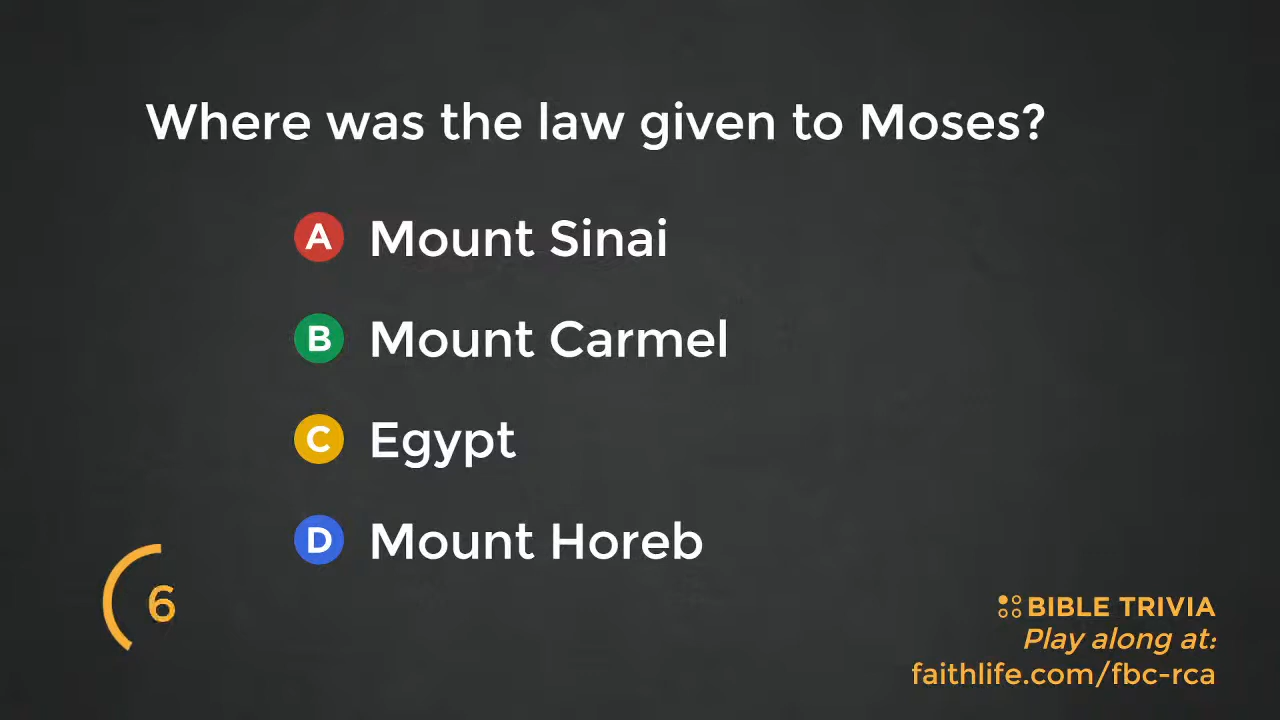 Where was the law given to Moses?
A Mount Sinai
B Mount Carmel
C Egypt
D Mount Horeb
6
BIBLE TRIVIA
Play along at:
faithlife.com/fbc-rca